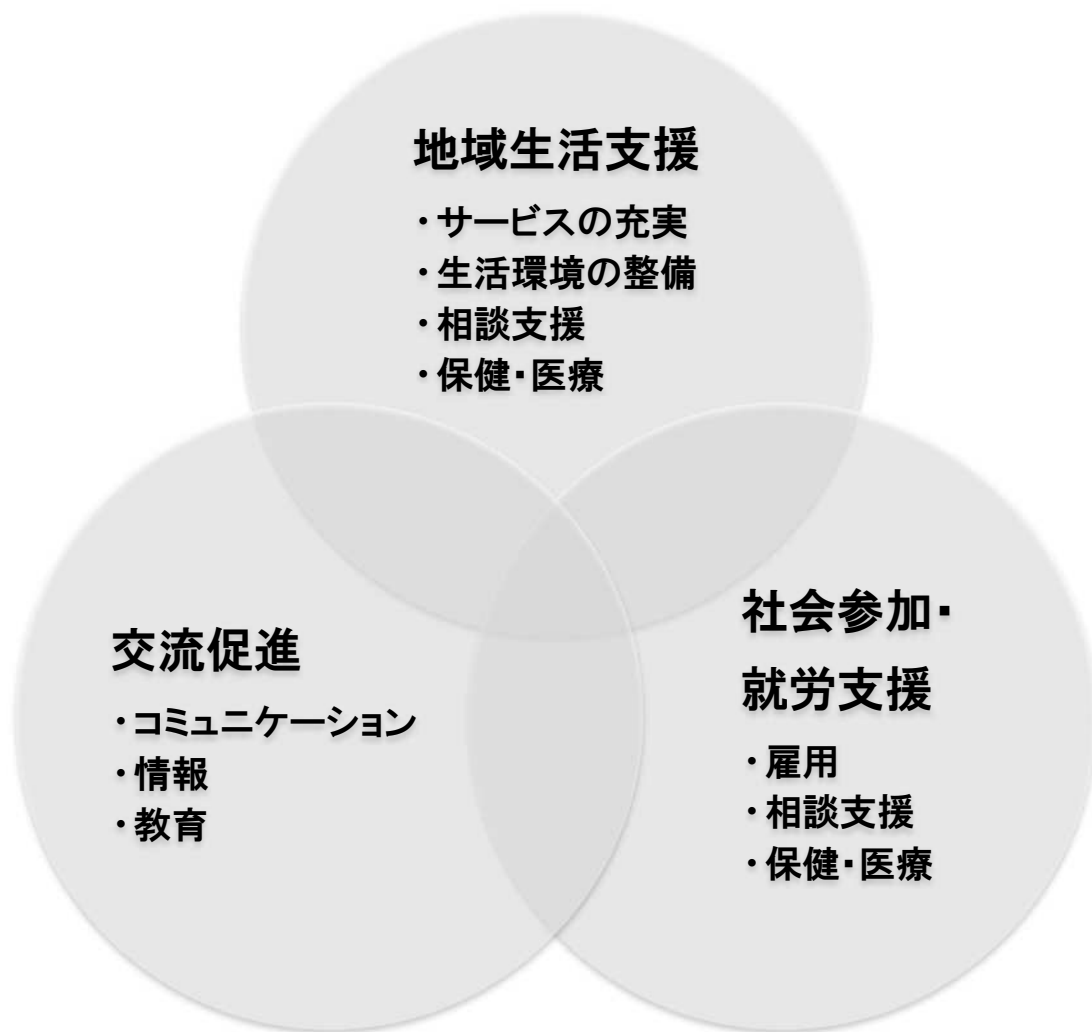 地域生活支援
・サービスの充実
・生活環境の整備
・相談支援
・保健・医療
交流促進
・コミュニケーション
・情報
・教育
社会参加・
就労支援
・雇用
・相談支援
・保健・医療